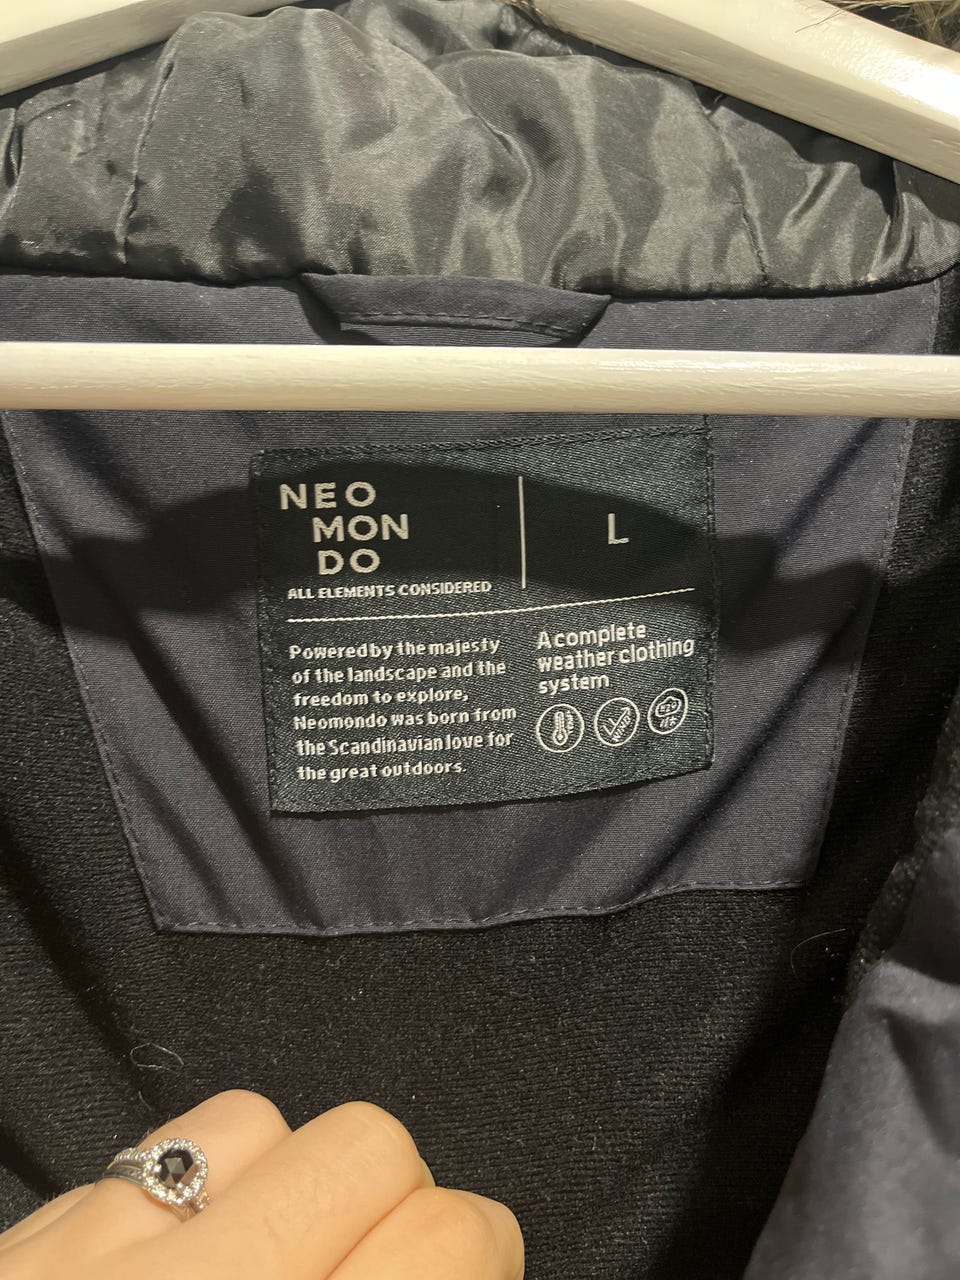 NEO
MON
DO
ALL ELEMENTS CONSIDERED
L
Powered by the majesty
of the landscape and the
freedom to explore,
Neomondo was born from
the Scandinavian love for
the great outdoors.
A complete
weather clothing
system
WIND